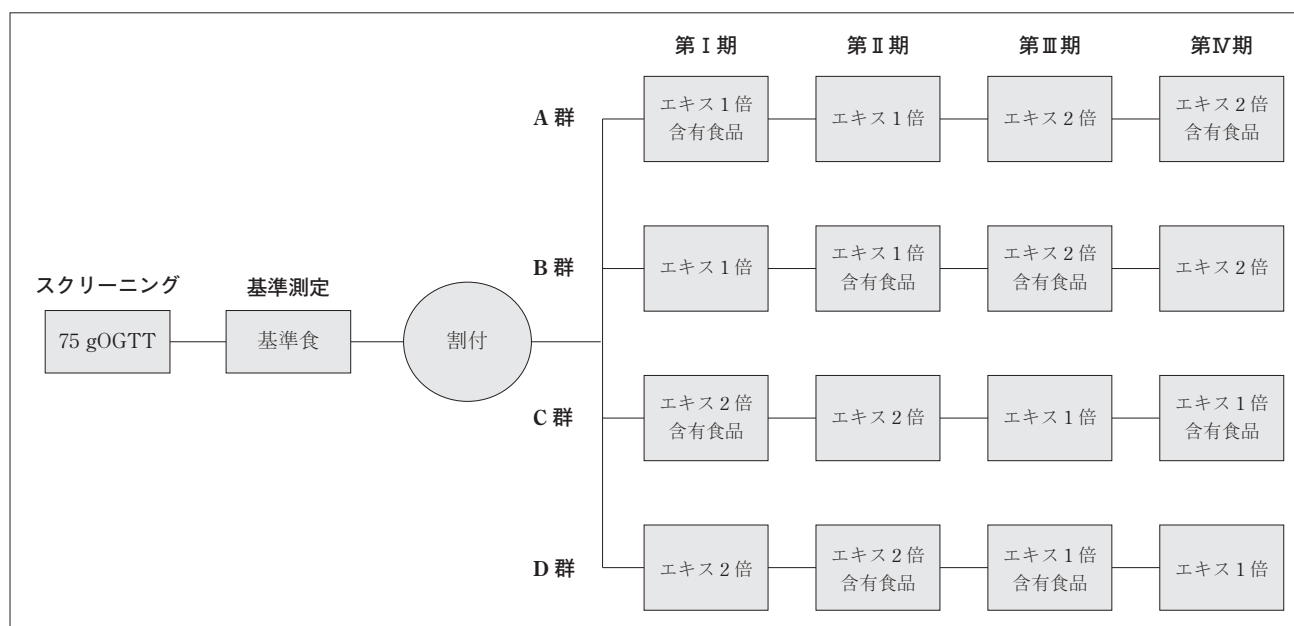 第Ⅰ期 第Ⅱ期 第Ⅲ期 第Ⅳ期
A 群
エキス 1 倍
含有食品
エキス 1 倍
エキス 2 倍
エキス 2 倍
含有食品
B 群
エキス 1 倍
エキス 1 倍
含有食品
エキス 2 倍
含有食品
エキス 2 倍
スクリーニング
75 gOGTT
基準測定
基準食
割付
C 群
エキス 2 倍
含有食品
エキス 2 倍
エキス 1 倍
エキス 1 倍
含有食品
D 群
エキス 2 倍
エキス 2 倍
含有食品
エキス 1 倍
含有食品
エキス 1 倍